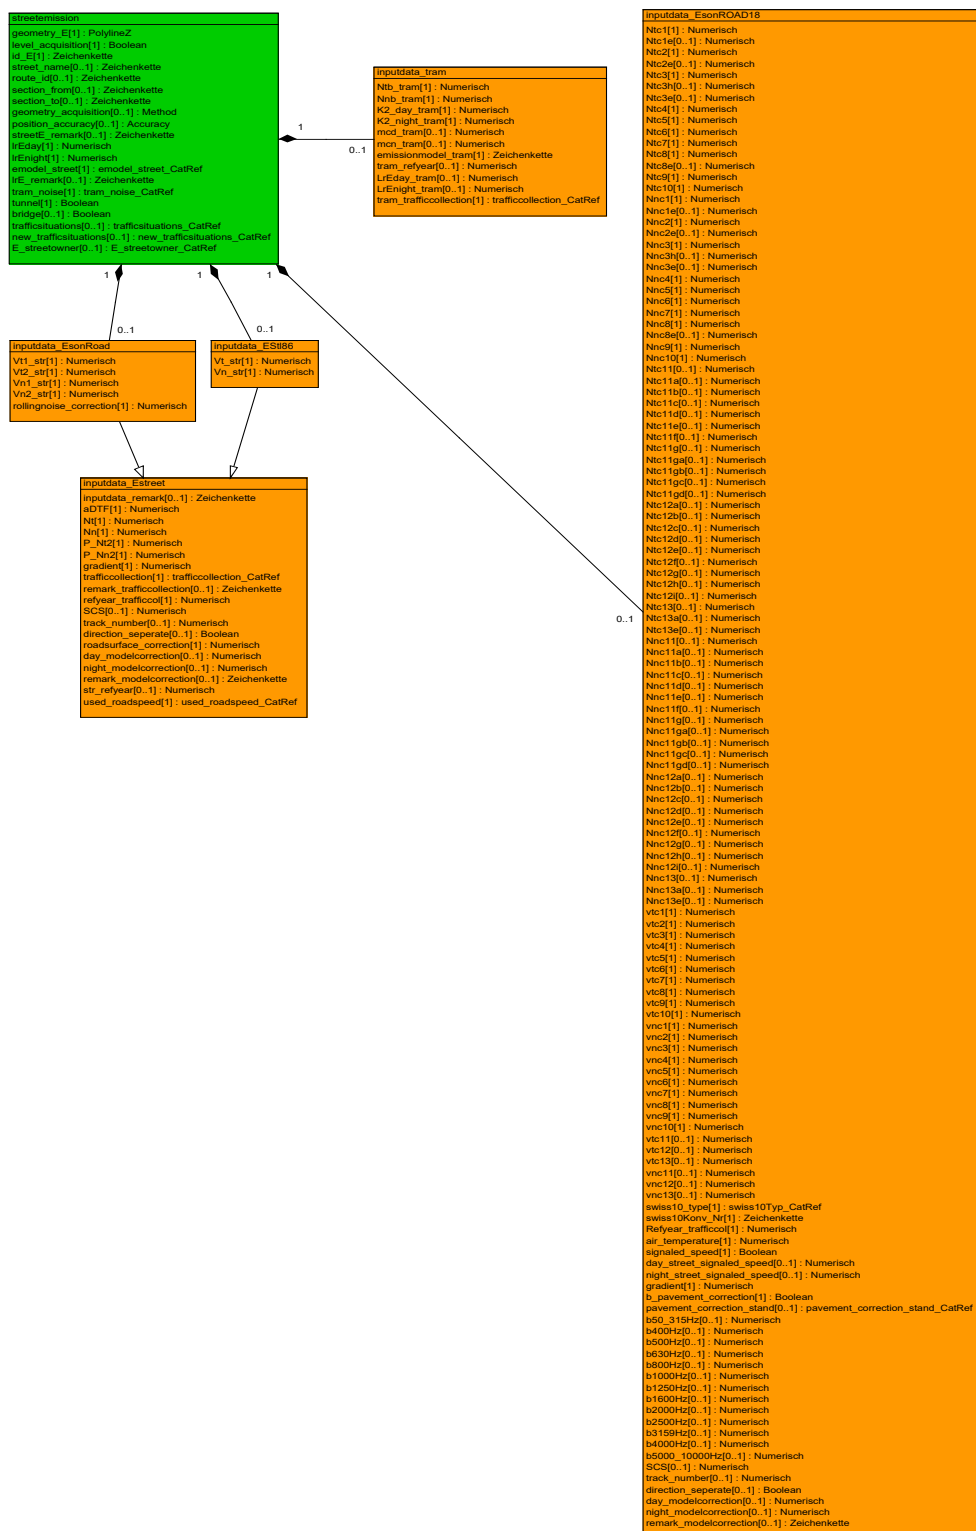 streetemission
geometry_E[1] : PolylineZ
level_acquisition[1] : Boolean
id_E[1] : Zeichenkette
street_name[0..1] : Zeichenkette
route_id[0..1] : Zeichenkette
section_from[0..1] : Zeichenkette
section_to[0..1] : Zeichenkette
geometry_acquisition[0..1] : Method
position_accuracy[0..1] : Accuracy
streetE_remark[0..1] : Zeichenkette
lrEday[1] : Numerisch
lrEnight[1] : Numerisch
emodel_street[1] : emodel_street_CatRef
lrE_remark[0..1] : Zeichenkette
tram_noise[1] : tram_noise_CatRef
tunnel[1] : Boolean
bridge[0..1] : Boolean
trafficsituations[0..1] : trafficsituations_CatRef
new_trafficsituations[0..1] : new_trafficsituations_CatRef
E_streetowner[0..1] : E_streetowner_CatRef
1
0..1
inputdata_tram
Ntb_tram[1] : Numerisch
Nnb_tram[1] : Numerisch
K2_day_tram[1] : Numerisch
K2_night_tram[1] : Numerisch
mcd_tram[0..1] : Numerisch
mcn_tram[0..1] : Numerisch
emissionmodel_tram[1] : Zeichenkette
tram_refyear[0..1] : Numerisch
LrEday_tram[0..1] : Numerisch
LrEnight_tram[0..1] : Numerisch
tram_trafficcollection[1] : trafficcollection_CatRef
1
1
1
0..1
0..1
0..1
inputdata_EsonRoad
Vt1_str[1] : Numerisch
Vt2_str[1] : Numerisch
Vn1_str[1] : Numerisch
Vn2_str[1] : Numerisch
rollingnoise_correction[1] : Numerisch
inputdata_EStl86
Vt_str[1] : Numerisch
Vn_str[1] : Numerisch
inputdata_Estreet
inputdata_remark[0..1] : Zeichenkette
aDTF[1] : Numerisch
Nt[1] : Numerisch
Nn[1] : Numerisch
P_Nt2[1] : Numerisch
P_Nn2[1] : Numerisch
gradient[1] : Numerisch
trafficcollection[1] : trafficcollection_CatRef
remark_trafficcollection[0..1] : Zeichenkette
refyear_trafficcol[1] : Numerisch
SCS[0..1] : Numerisch
track_number[0..1] : Numerisch
direction_seperate[0..1] : Boolean
roadsurface_correction[1] : Numerisch
day_modelcorrection[0..1] : Numerisch
night_modelcorrection[0..1] : Numerisch
remark_modelcorrection[0..1] : Zeichenkette
str_refyear[0..1] : Numerisch
used_roadspeed[1] : used_roadspeed_CatRef
inputdata_EsonROAD18
Ntc1[1] : Numerisch
Ntc1e[0..1] : Numerisch
Ntc2[1] : Numerisch
Ntc2e[0..1] : Numerisch
Ntc3[1] : Numerisch
Ntc3h[0..1] : Numerisch
Ntc3e[0..1] : Numerisch
Ntc4[1] : Numerisch
Ntc5[1] : Numerisch
Ntc6[1] : Numerisch
Ntc7[1] : Numerisch
Ntc8[1] : Numerisch
Ntc8e[0..1] : Numerisch
Ntc9[1] : Numerisch
Ntc10[1] : Numerisch
Nnc1[1] : Numerisch
Nnc1e[0..1] : Numerisch
Nnc2[1] : Numerisch
Nnc2e[0..1] : Numerisch
Nnc3[1] : Numerisch
Nnc3h[0..1] : Numerisch
Nnc3e[0..1] : Numerisch
Nnc4[1] : Numerisch
Nnc5[1] : Numerisch
Nnc6[1] : Numerisch
Nnc7[1] : Numerisch
Nnc8[1] : Numerisch
Nnc8e[0..1] : Numerisch
Nnc9[1] : Numerisch
Nnc10[1] : Numerisch
Ntc11[0..1] : Numerisch
Ntc11a[0..1] : Numerisch
Ntc11b[0..1] : Numerisch
Ntc11c[0..1] : Numerisch
Ntc11d[0..1] : Numerisch
Ntc11e[0..1] : Numerisch
Ntc11f[0..1] : Numerisch
Ntc11g[0..1] : Numerisch
Ntc11ga[0..1] : Numerisch
Ntc11gb[0..1] : Numerisch
Ntc11gc[0..1] : Numerisch
Ntc11gd[0..1] : Numerisch
Ntc12a[0..1] : Numerisch
Ntc12b[0..1] : Numerisch
Ntc12c[0..1] : Numerisch
Ntc12d[0..1] : Numerisch
Ntc12e[0..1] : Numerisch
Ntc12f[0..1] : Numerisch
Ntc12g[0..1] : Numerisch
Ntc12h[0..1] : Numerisch
Ntc12i[0..1] : Numerisch
Ntc13[0..1] : Numerisch
Ntc13a[0..1] : Numerisch
Ntc13e[0..1] : Numerisch
Nnc11[0..1] : Numerisch
Nnc11a[0..1] : Numerisch
Nnc11b[0..1] : Numerisch
Nnc11c[0..1] : Numerisch
Nnc11d[0..1] : Numerisch
Nnc11e[0..1] : Numerisch
Nnc11f[0..1] : Numerisch
Nnc11g[0..1] : Numerisch
Nnc11ga[0..1] : Numerisch
Nnc11gb[0..1] : Numerisch
Nnc11gc[0..1] : Numerisch
Nnc11gd[0..1] : Numerisch
Nnc12a[0..1] : Numerisch
Nnc12b[0..1] : Numerisch
Nnc12c[0..1] : Numerisch
Nnc12d[0..1] : Numerisch
Nnc12e[0..1] : Numerisch
Nnc12f[0..1] : Numerisch
Nnc12g[0..1] : Numerisch
Nnc12h[0..1] : Numerisch
Nnc12i[0..1] : Numerisch
Nnc13[0..1] : Numerisch
Nnc13a[0..1] : Numerisch
Nnc13e[0..1] : Numerisch
vtc1[1] : Numerisch
vtc2[1] : Numerisch
vtc3[1] : Numerisch
vtc4[1] : Numerisch
vtc5[1] : Numerisch
vtc6[1] : Numerisch
vtc7[1] : Numerisch
vtc8[1] : Numerisch
vtc9[1] : Numerisch
vtc10[1] : Numerisch
vnc1[1] : Numerisch
vnc2[1] : Numerisch
vnc3[1] : Numerisch
vnc4[1] : Numerisch
vnc5[1] : Numerisch
vnc6[1] : Numerisch
vnc7[1] : Numerisch
vnc8[1] : Numerisch
vnc9[1] : Numerisch
vnc10[1] : Numerisch
vtc11[0..1] : Numerisch
vtc12[0..1] : Numerisch
vtc13[0..1] : Numerisch
vnc11[0..1] : Numerisch
vnc12[0..1] : Numerisch
vnc13[0..1] : Numerisch
swiss10_type[1] : swiss10Typ_CatRef
swiss10Konv_Nr[1] : Zeichenkette
Refyear_trafficcol[1] : Numerisch
air_temperature[1] : Numerisch
signaled_speed[1] : Boolean
day_street_signaled_speed[0..1] : Numerisch
night_street_signaled_speed[0..1] : Numerisch
gradient[1] : Numerisch
b_pavement_correction[1] : Boolean
pavement_correction_stand[0..1] : pavement_correction_stand_CatRef
b50_315Hz[0..1] : Numerisch
b400Hz[0..1] : Numerisch
b500Hz[0..1] : Numerisch
b630Hz[0..1] : Numerisch
b800Hz[0..1] : Numerisch
b1000Hz[0..1] : Numerisch
b1250Hz[0..1] : Numerisch
b1600Hz[0..1] : Numerisch
b2000Hz[0..1] : Numerisch
b2500Hz[0..1] : Numerisch
b3159Hz[0..1] : Numerisch
b4000Hz[0..1] : Numerisch
b5000_10000Hz[0..1] : Numerisch
SCS[0..1] : Numerisch
track_number[0..1] : Numerisch
direction_seperate[0..1] : Boolean
day_modelcorrection[0..1] : Numerisch
night_modelcorrection[0..1] : Numerisch
remark_modelcorrection[0..1] : Zeichenkette